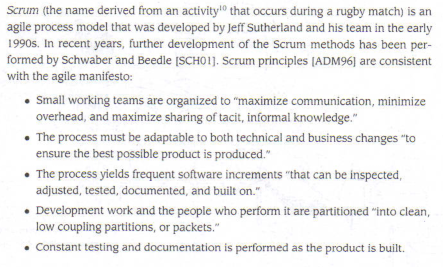 Scrum (the name derived from an activity¹⁰ that occurs during a rugby match) is an
agile process model that was developed by Jeff Sutherland and his team in the early
1990s. In recent years, further development of the Scrum methods has been per-
formed by Schwaber and Beedle [SCH01]. Scrum principles [ADM96] are consistent
with the agile manifesto:
• Small working teams are organized to "maximize communication, minimize
overhead, and maximize sharing of tacit, informal knowledge."
• The process must be adaptable to both technical and business changes "to
ensure the best possible product is produced."
• The process yields frequent software increments "that can be inspected,
adjusted, tested, documented, and built on."
• Development work and the people who perform it are partitioned "into clean,
low coupling partitions, or packets."
• Constant testing and documentation is performed as the product is built.